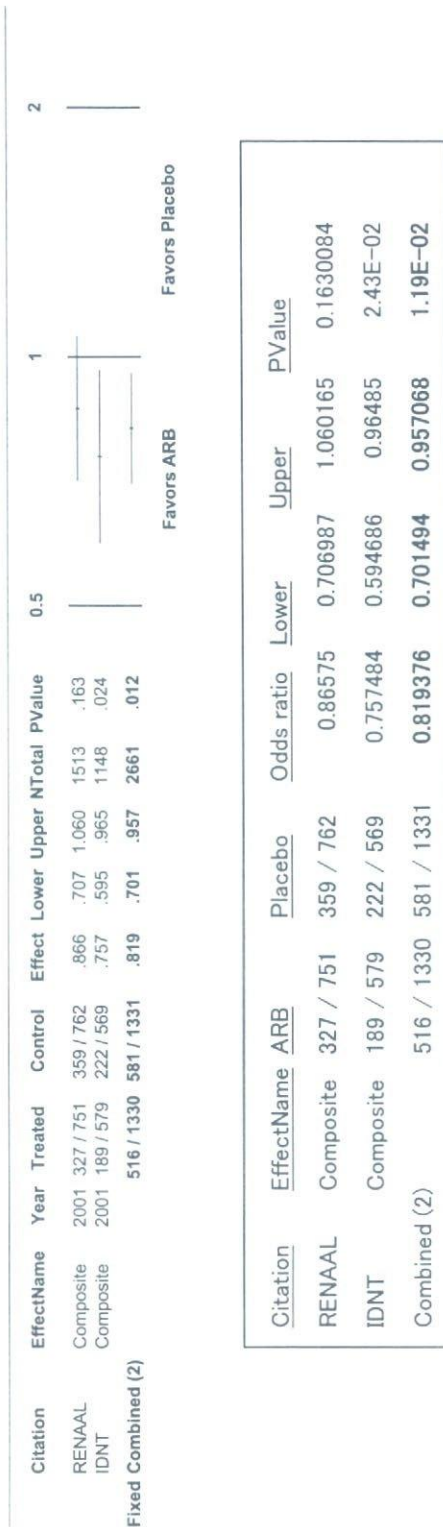 Citation EffectName Year Treated Control Effect Lower Upper NTotal PValue 0.5 1 2
RENAAL Composite 2001 327 / 751 359 / 762 .866 .707 1.060 1513 .163
IDNT Composite 2001 189 / 579 222 / 569 .757 .595 .965 1148 .024
Fixed Combined (2) 516 / 1330 581 / 1331 .819 .701 .957 2661 .012
Favors ARB Favors Placebo
Citation EffectName ARB Placebo Odds ratio Lower Upper PValue
RENAAL Composite 327 / 751 359 / 762 0.86575 0.706987 1.060165 0.1630084
IDNT Composite 189 / 579 222 / 569 0.757484 0.594686 0.96485 2.43E-02
Combined (2) 516 / 1330 581 / 1331 0.819376 0.701494 0.957068 1.19E-02